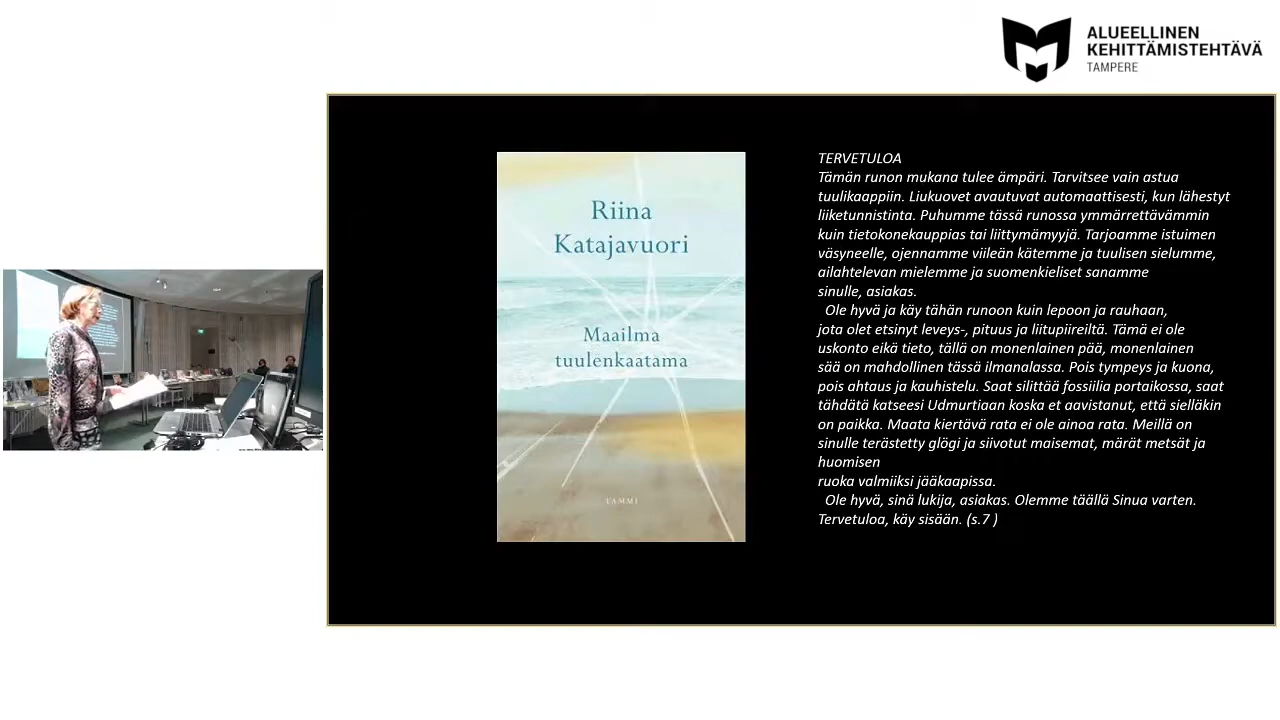 ALUEELLINEN
KEHITTÄMISTEHTÄVÄ
TAMPERE
Riina
Katajavuori
Maailma
tuulenkaatama
TAMMI
TERVETULOA
Tämän runon mukana tulee ämpäri. Tarvitsee vain astua
tuulikaappiin. Liukuovet avautuvat automaattisesti, kun lähestyt
liiketunnistinta. Puhumme tässä runossa ymmärrettävämmin
kuin tietokonekauppias tai liittymämyyjä. Tarjoamme istuimen
väsyneelle, ojennamme viileän kätemme ja tuulisen sielumme,
ailahtelevan mielemme ja suomenkieliset sanamme
sinulle, asiakas.
Ole hyvä ja käy tähän runoon kuin lepoon ja rauhaan,
jota olet etsinyt leveys-, pituus ja liitupiireiltä. Tämä ei ole
uskonto eikä tieto, tällä on monenlainen pää, monenlainen
sää on mahdollinen tässä ilmanalassa. Pois tympeys ja kuona,
pois ahtaus ja kauhistelu. Saat silittää fossiilia portaikossa, saat
tähdätä katseesi Udmurtiaan koska et aavistanut, että sielläkin
on paikka. Maata kiertävä rata ei ole ainoa rata. Meillä on
sinulle terästetty glögi ja siivotut maisemat, märät metsät ja
huomisen
ruoka valmiiksi jääkaapissa.
Ole hyvä, sinä lukija, asiakas. Olemme täällä Sinua varten.
Tervetuloa, käy sisään. (s.7 )